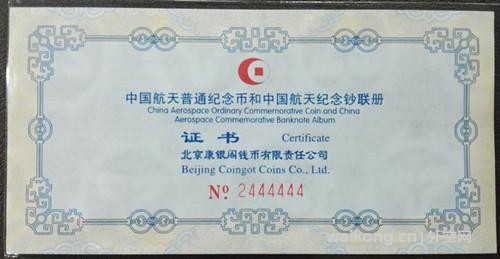 中国航天普通纪念币和中国航天纪念钞联册
China Aerospace Ordinary Commemorative Coin and China
Aerospace Commemorative Banknote Album
证书 Certificate
北京康银阁钱币有限责任公司
Beijing Coingot Coins Co., Ltd.
No 2444444
waikong.cn 外空网